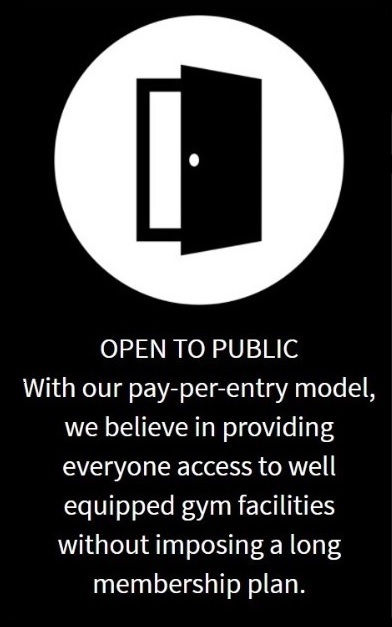 OPEN TO PUBLIC
With our pay-per-entry model,
we believe in providing
everyone access to well
equipped gym facilities
without imposing a long
membership plan.